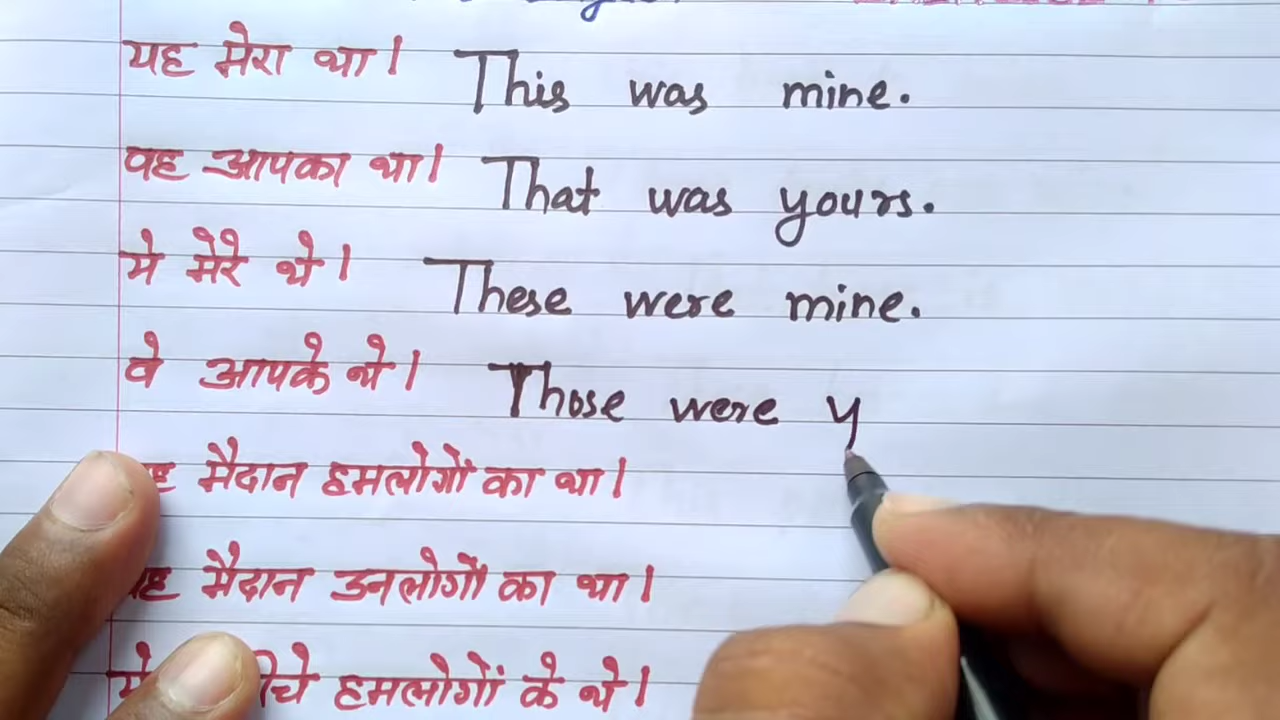 यह मेरा था। This was mine.
वह आपका था। That was yours.
ये मेरे थे। These were mine.
वे आपके थे। Those were y
मैदान हमलोगों का था।
मैदान उनलोगों का था।
हमलोगों के थे।